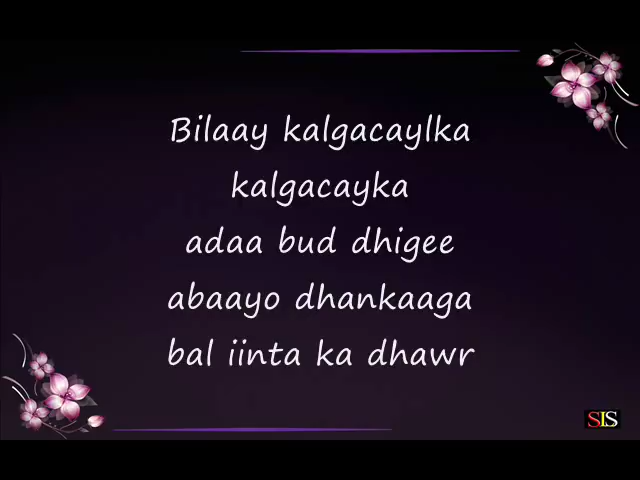 Bilaay kalgacaylka
kalgacayka
adaa bud dhigee
abaayo dhankaaga
bal iinta ka dhawr
SIS